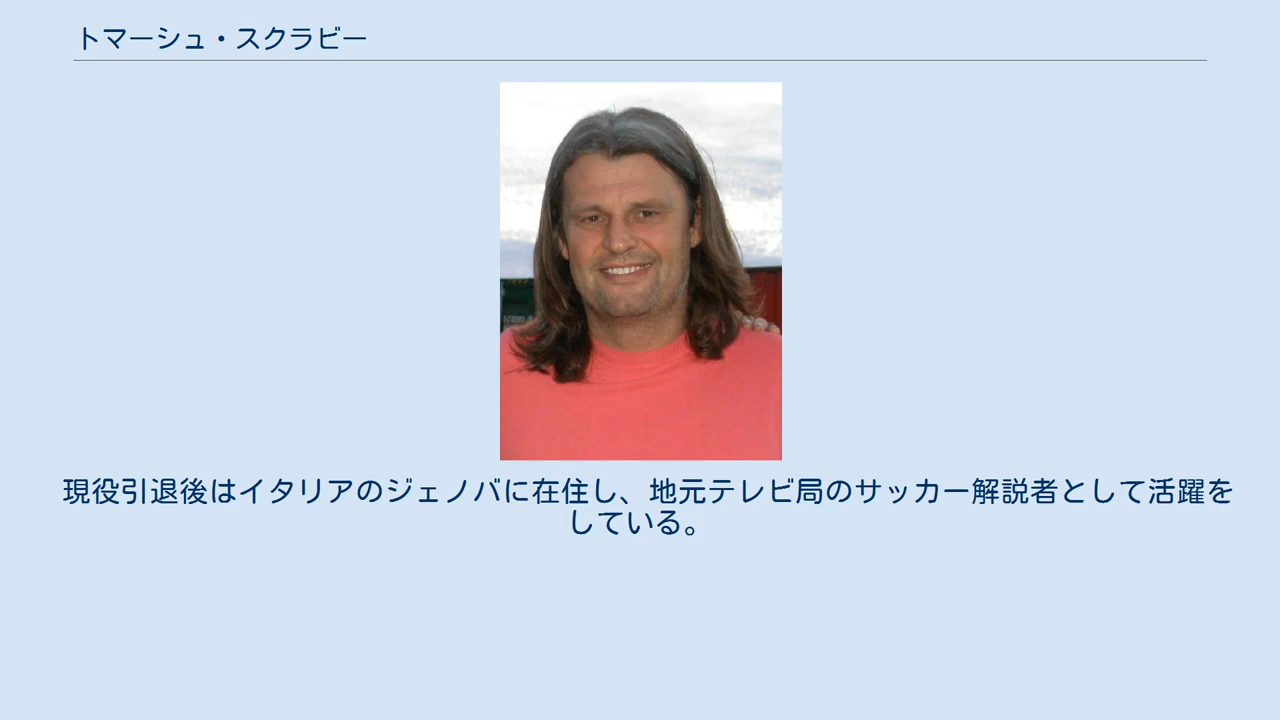 トマーシュ・スクラビー
現役引退後はイタリアのジェノバに在住し、地元テレビ局のサッカー解説者として活躍を
している。